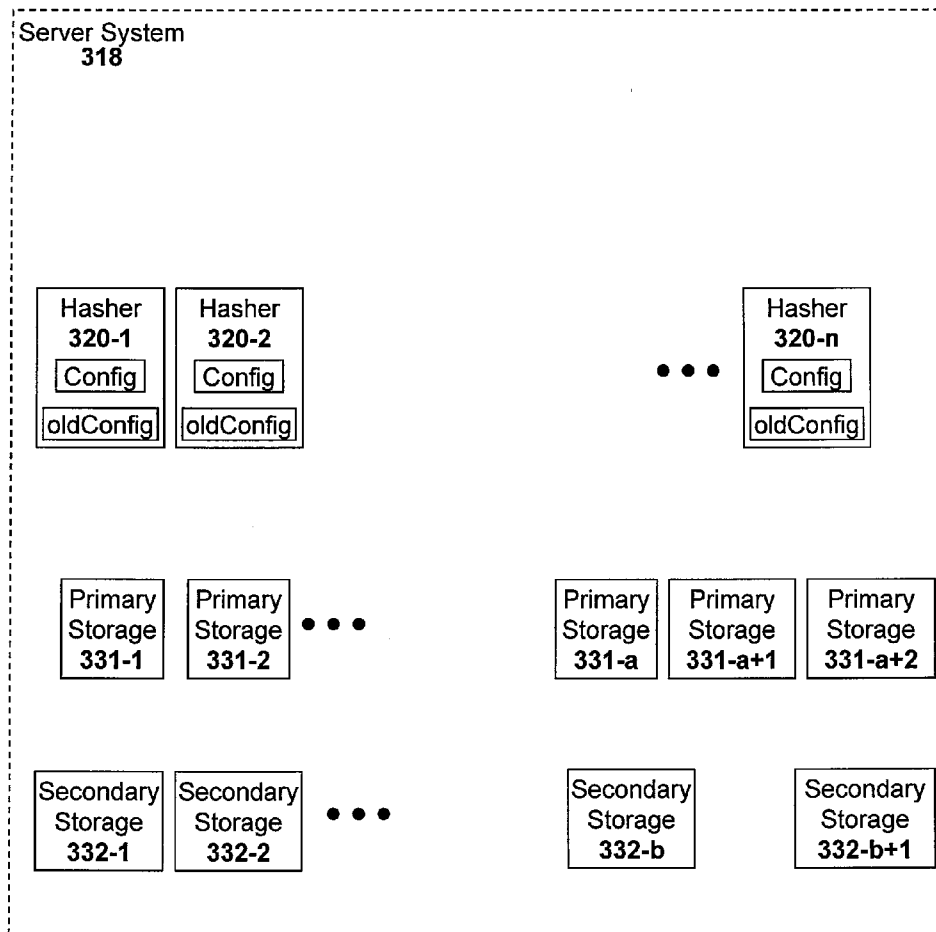 Server System
318
Hasher
320-1
Config
oldConfig
Hasher
320-2
Config
oldConfig
Hasher
320-n
Config
oldConfig
Primary
Storage
331-1
Primary
Storage
331-2
Primary
Storage
331-a
Primary
Storage
331-a+1
Primary
Storage
331-a+2
Secondary
Storage
332-1
Secondary
Storage
332-2
Secondary
Storage
332-b
Secondary
Storage
332-b+1